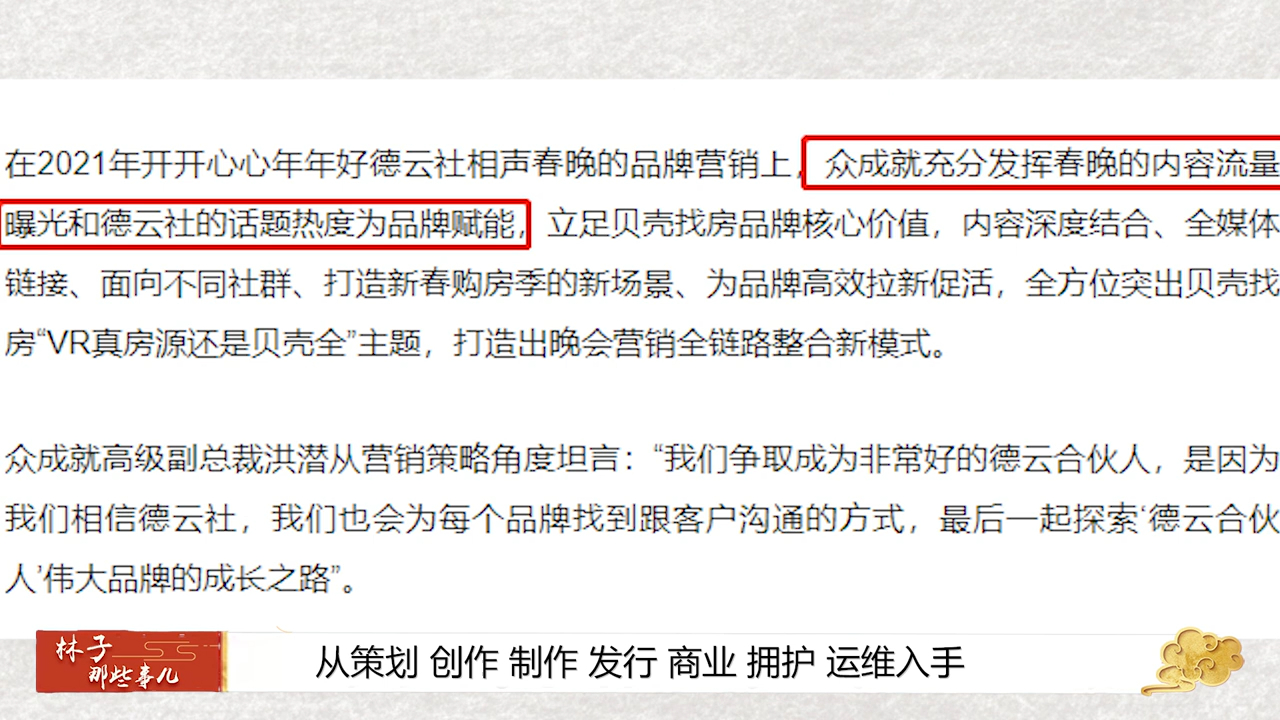 在2021年开开心心年年好德云社相声春晚的品牌营销上，众成就充分发挥春晚的内容流量
曝光和德云社的话题热度为品牌赋能，立足贝壳找房品牌核心价值，内容深度结合、全媒体
链接、面向不同社群、打造新春购房季的新场景、为品牌高效拉新促活，全方位突出贝壳找
房“VR真房源还是贝壳全”主题，打造出晚会营销全链路整合新模式。
众成就高级副总裁洪潜从营销策略角度坦言：“我们争取成为非常好的德云合伙人，是因为
我们相信德云社，我们也会为每个品牌找到跟客户沟通的方式，最后一起探索‘德云合伙
人’伟大品牌的成长之路”。
林子
那些事儿
从策划 创作 制作 发行 商业 拥护 运维入手